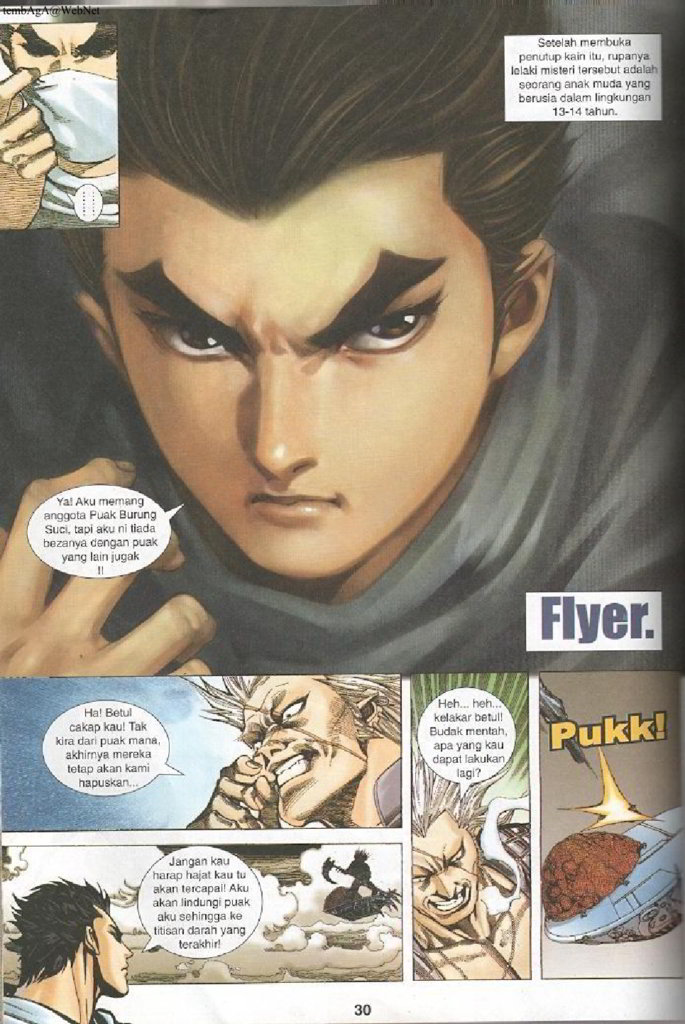 tembAgA@WebNet
Setelah membuka
penutup kain itu, rupanya
lelaki misteri tersebut adalah
seorang anak muda yang
berusia dalam lingkungan
13-14 tahun.
Ya! Aku memang
anggota Puak Burung
Suci, tapi aku ni tiada
bezanya dengan puak
yang lain jugak
!!
Flyer.
Ha! Betul
cakap kau! Tak
kira dari puak mana,
akhirnya mereka
tetap akan kami
hapuskan...
Heh... heh...
kelakar betul!
Budak mentah,
apa yang kau
dapat lakukan
lagi?
Pukk!
Jangan kau
harap hajat kau tu
akan tercapai! Aku
akan lindungi puak
aku sehingga ke
titisan darah yang
terakhir!
30